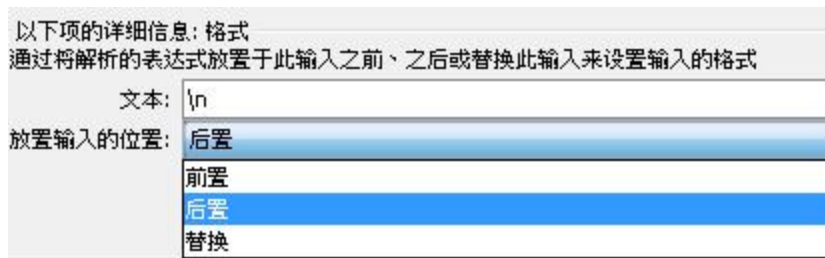 以下项的详细信息: 格式
通过将解析的表达式放置于此输入之前、之后或替换此输入来设置输入的格式
文本: \n
放置输入的位置: 后置
前置
后置
替换